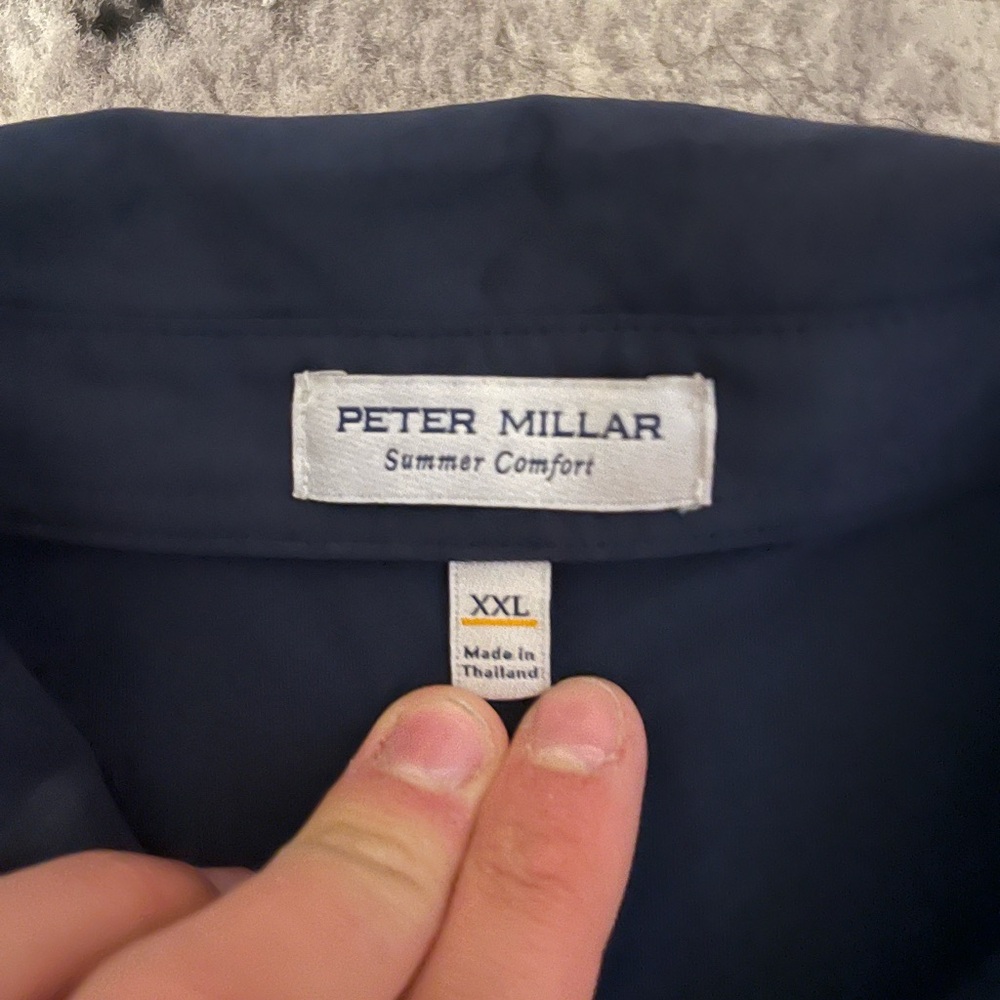 PETER MILLAR
Summer Comfort
XXL
Made in
Thailand